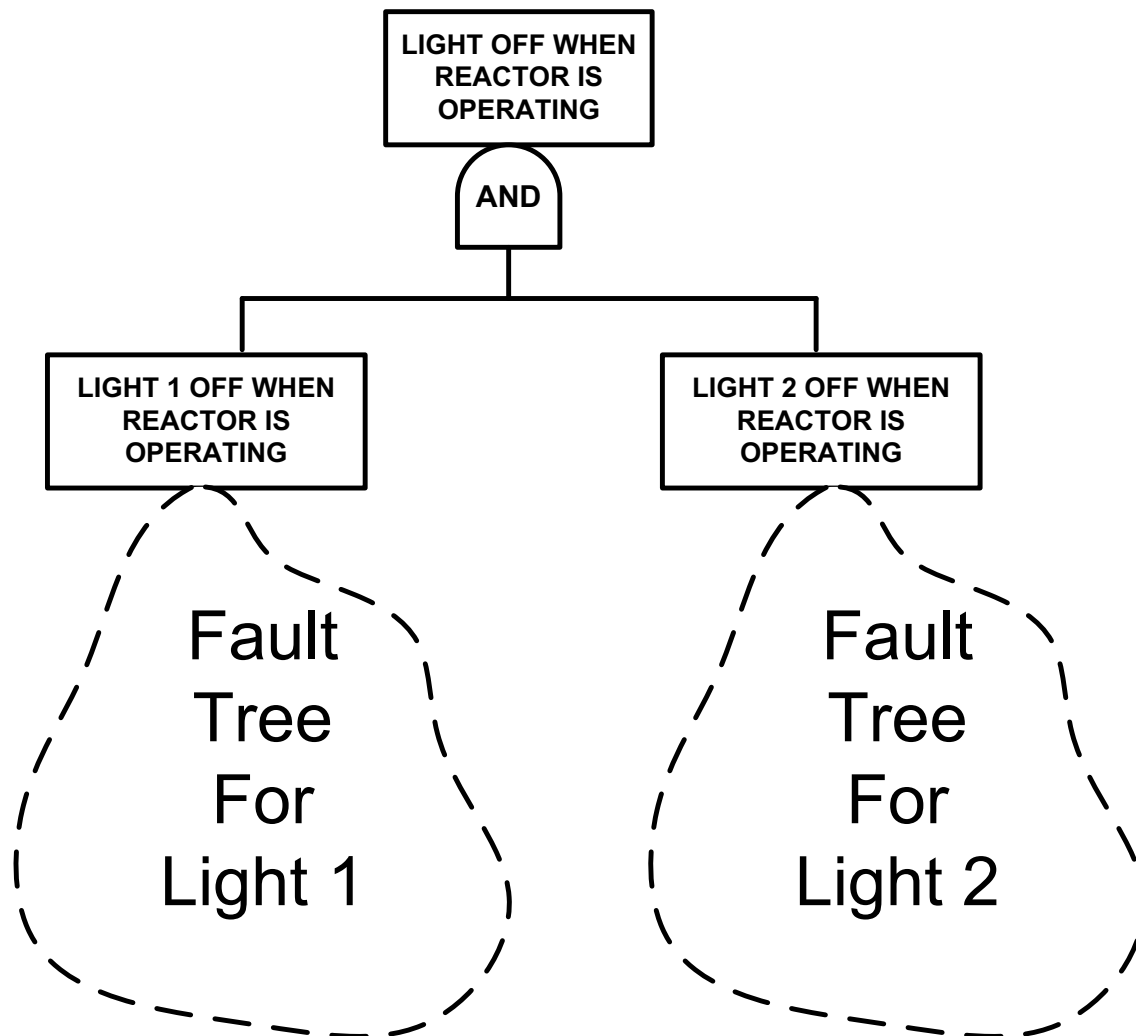 LIGHT OFF WHEN
REACTOR IS
OPERATING
AND
LIGHT 1 OFF WHEN
REACTOR IS
OPERATING
LIGHT 2 OFF WHEN
REACTOR IS
OPERATING
Fault
Tree
For
Light 1
Fault
Tree
For
Light 2